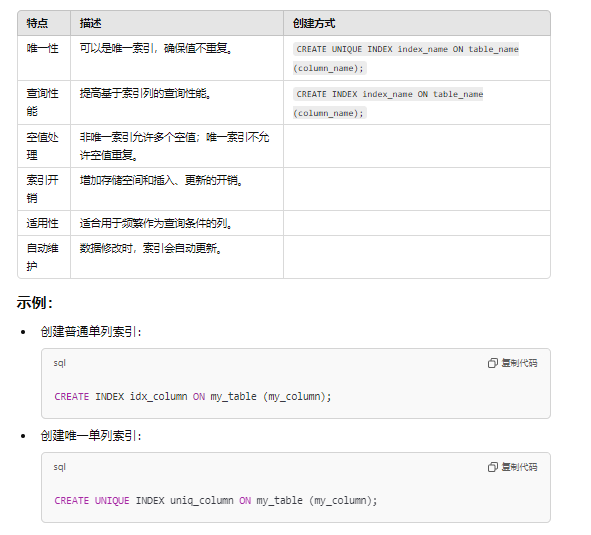 特点 描述 创建方式
唯一性 可以是唯一索引，确保值不重复。 CREATE UNIQUE INDEX index_name ON table_name
(column_name);
查询性 提高基于索引列的查询性能。 CREATE INDEX index_name ON table_name
能 (column_name);
空值处 非唯一索引允许多个空值；唯一索引不允
理 许空值重复。
索引开 增加存储空间和插入、更新的开销。
销
适用性 适合用于频繁作为查询条件的列。
自动维 数据修改时，索引会自动更新。
护
示例：
• 创建普通单列索引：
sql 复制代码
CREATE INDEX idx_column ON my_table (my_column);
• 创建唯一单列索引：
sql 复制代码
CREATE UNIQUE INDEX uniq_column ON my_table (my_column);